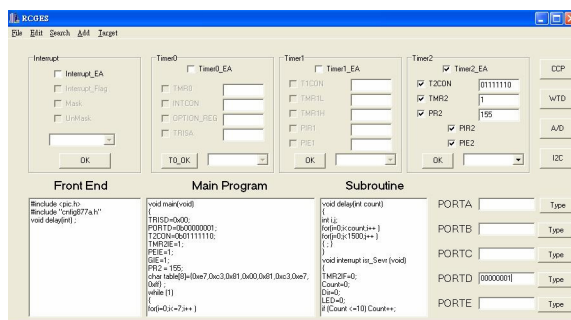 RCGES
File Edit Search Add Target
Interrupt
Interrupt_EA
Interrupt_Flag
Mask
UnMask
OK
Timer0
Timer0_EA
TMR0
INTCON
OPTION_REG
TRISA
T0_OK
Timer1
Timer1_EA
T1CON
TMR1L
TMR1H
PIR1
PIE1
OK
Timer2
Timer2_EA
T2CON 01111110
TMR2 1
PR2 155
PIR2
PIE2
OK
CCP
WTD
A/D
I2C
Front End
#include <pic.h>
#include "cnfig877a.h"
void delay(int) ;
Main Program
void main(void)
{
TRISD=0x00;
PORTD=0b00000001;
T2CON=0b01111110;
TMR2IE=1;
PEIE=1;
GIE=1;
PR2 = 155;
char table[8]={0xe7,0xc3,0x81,0x00,0x81,0xc3,0xe7,
0xff} ;
while (1)
{
for(i=0;i<=7;i++ )
Subroutine
void delay(int count)
{
int i,j;
for(i=0;i<count;i++ )
for(j=0;j<1500;j++ )
{ ; }
}
void interrupt isr_Sevr (void)
{
TMR2IF=0;
Count=0;
Dir=0;
LED=0;
if (Count <=10) Count++;
PORTA Type
PORTB Type
PORTC Type
PORTD 00000001 Type
PORTE Type